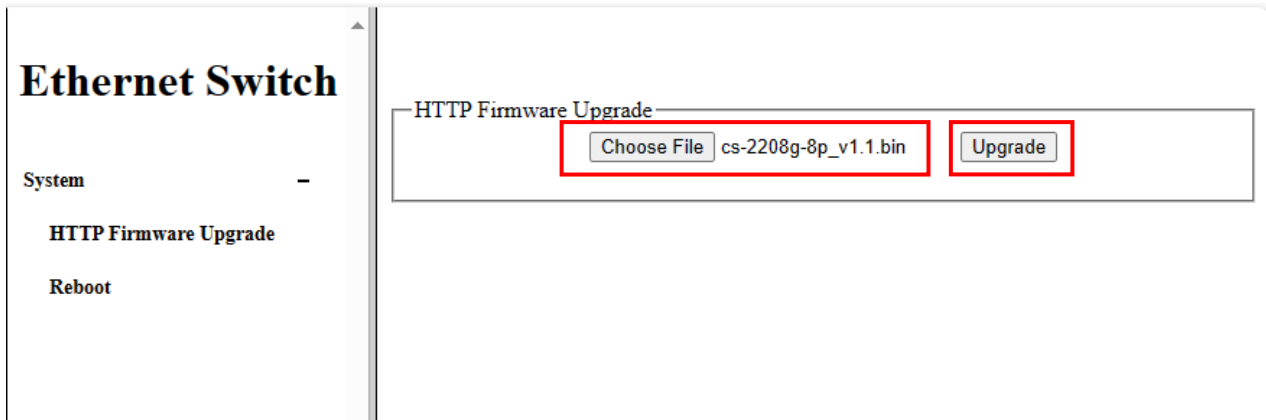 Ethernet Switch
System –
HTTP Firmware Upgrade
Reboot
HTTP Firmware Upgrade
Choose File cs-2208g-8p_v1.1.bin Upgrade